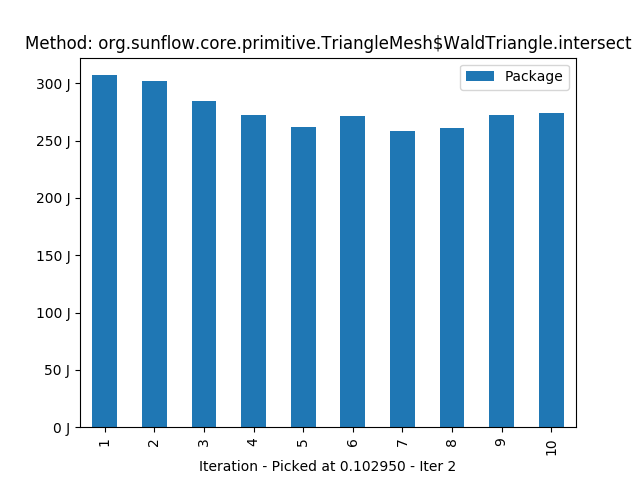 Method: org.sunflow.core.primitive.TriangleMesh$WaldTriangle.intersect
Package
300 J
250 J
200 J
150 J
100 J
50 J
0 J
1 2 3 4 5 6 7 8 9 10
Iteration - Picked at 0.102950 - Iter 2